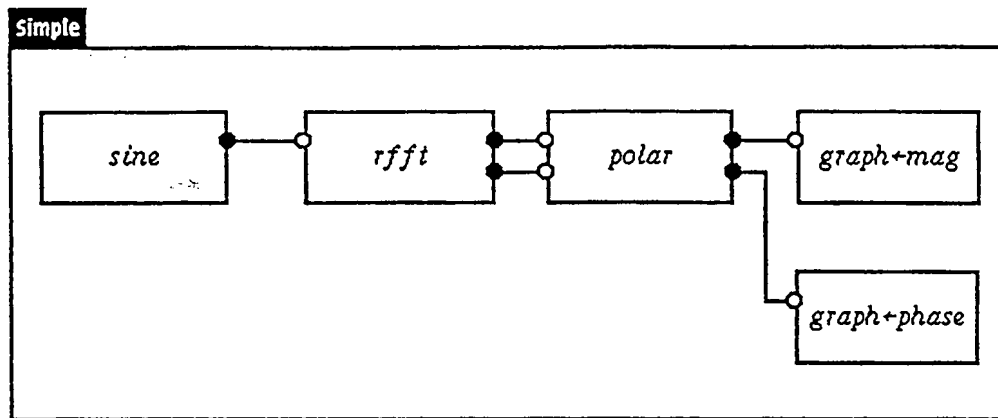 Simple
sine
rfft
polar
graph←mag
graph←phase